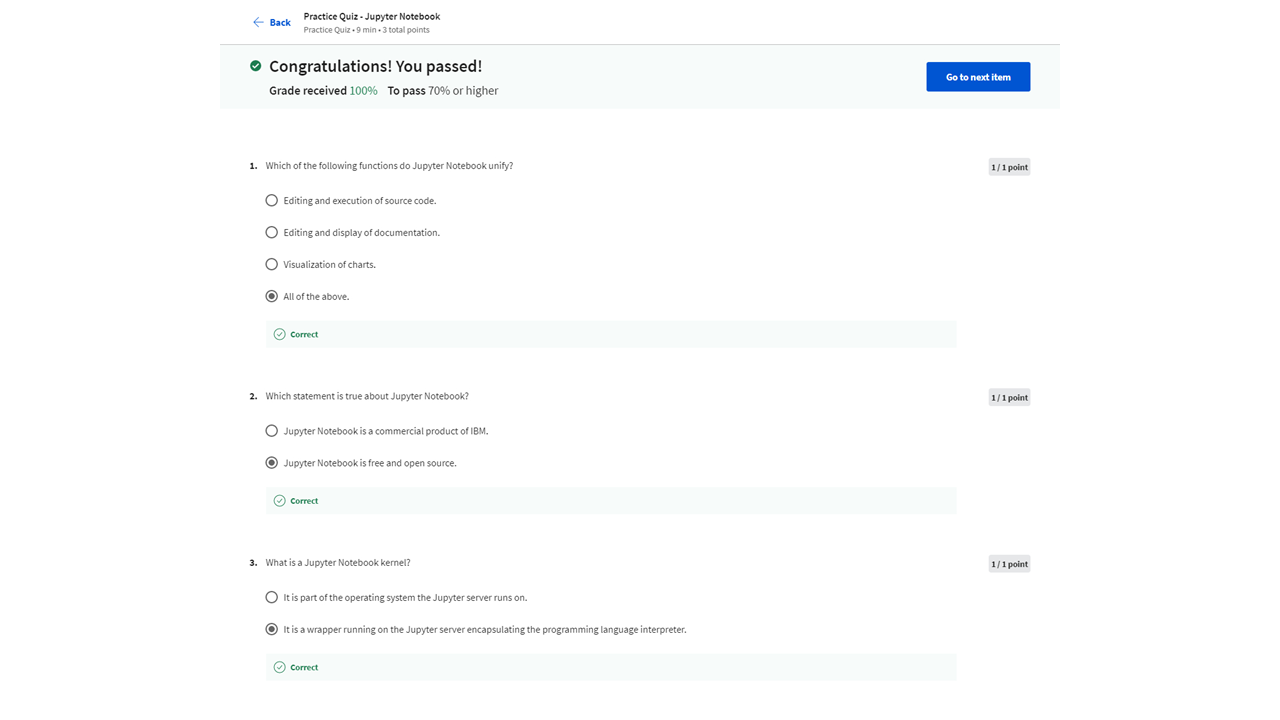 Back
Practice Quiz - Jupyter Notebook
Practice Quiz • 9 min • 3 total points
Congratulations! You passed!
Grade received 100% To pass 70% or higher
Go to next item
1. Which of the following functions do Jupyter Notebook unify?
1 / 1 point
Editing and execution of source code.
Editing and display of documentation.
Visualization of charts.
All of the above.
Correct
2. Which statement is true about Jupyter Notebook?
1 / 1 point
Jupyter Notebook is a commercial product of IBM.
Jupyter Notebook is free and open source.
Correct
3. What is a Jupyter Notebook kernel?
1 / 1 point
It is part of the operating system the Jupyter server runs on.
It is a wrapper running on the Jupyter server encapsulating the programming language interpreter.
Correct